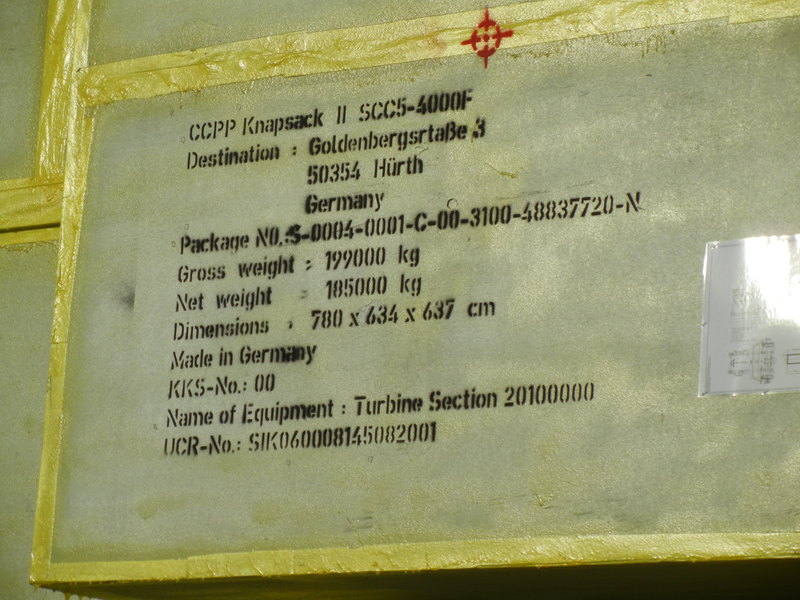 CCPP Knapsack II SCC5-4000F
Destination : Goldenbergsrtaße 3
50354 Hürth
Germany
Package NO.:S-0004-0001-C-00-3100-48837720-N
Gross weight : 199000 kg
Net weight : 185000 kg
Dimensions : 780 x 634 x 637 cm
Made in Germany
KKS-No.: 00
Name of Equipment : Turbine Section 20100000
UCR-No.: SIK060008145082001